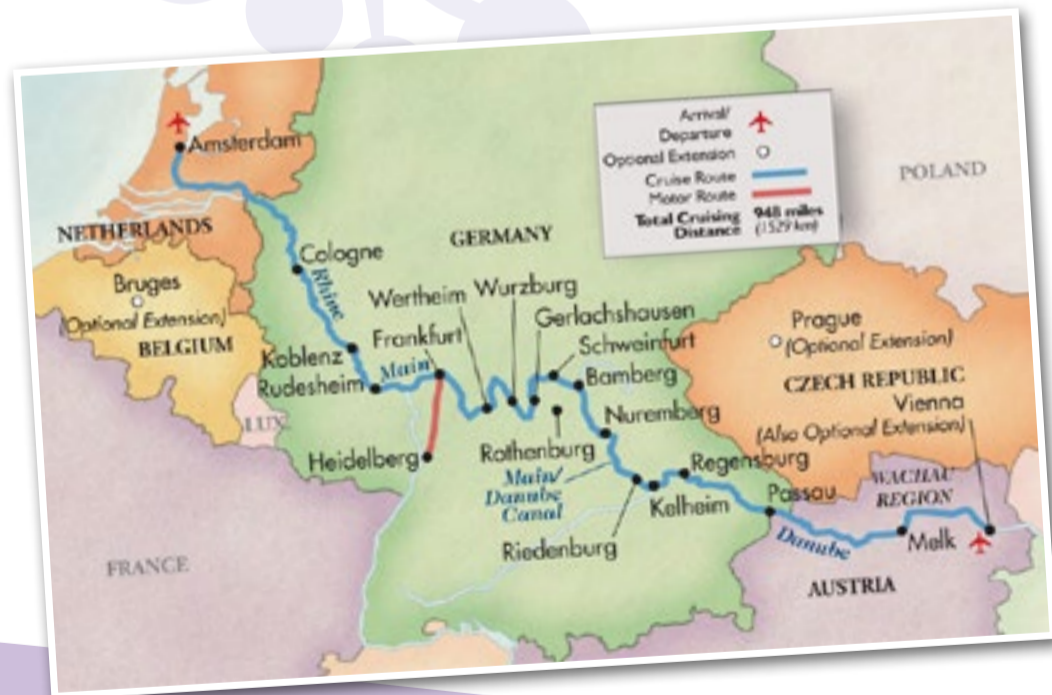 Arrival/
Departure
Optional Extension
Cruise Route
Motor Route
Total Cruising 948 miles
Distance (1529 km)
POLAND
Amsterdam
NETHERLANDS
GERMANY
Cologne
Rhine
Bruges
(Optional Extension)
BELGIUM
Wertheim
Wurzburg
Gerlachshausen
Frankfurt
Schweinfurt
Koblenz
Main
Rudesheim
Bamberg
Prague
(Optional Extension)
CZECH REPUBLIC
LUX.
Nuremberg
Vienna
(Also Optional Extension)
Heidelberg
Rothenburg
Main/
Danube
Canal
Regensburg
WACHAU
REGION
Kelheim
Passau
Riedenburg
Danube
Melk
FRANCE
AUSTRIA